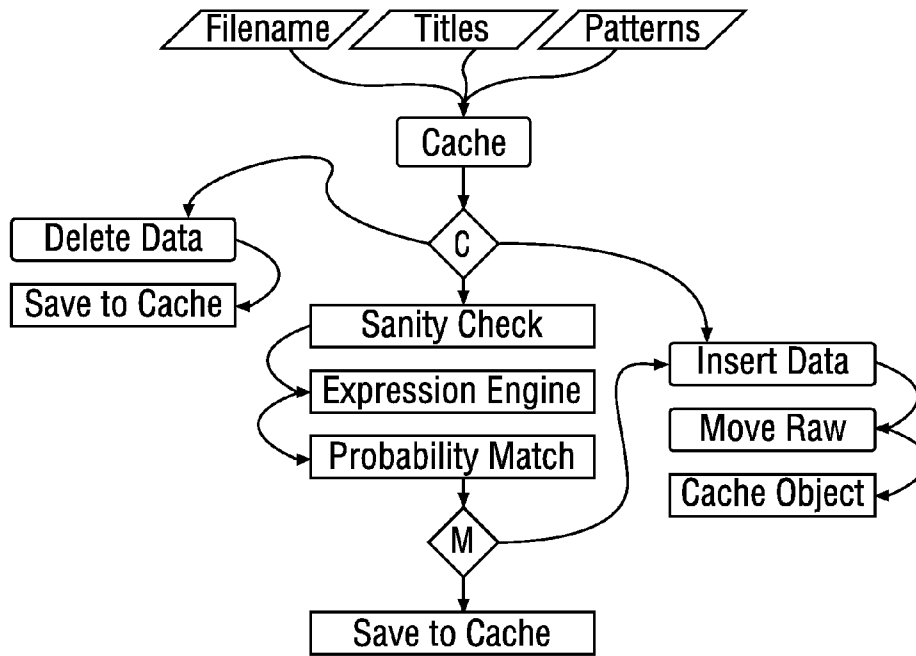 Filename
Titles
Patterns
Cache
C
Delete Data
Save to Cache
Sanity Check
Expression Engine
Probability Match
Insert Data
Move Raw
Cache Object
M
Save to Cache